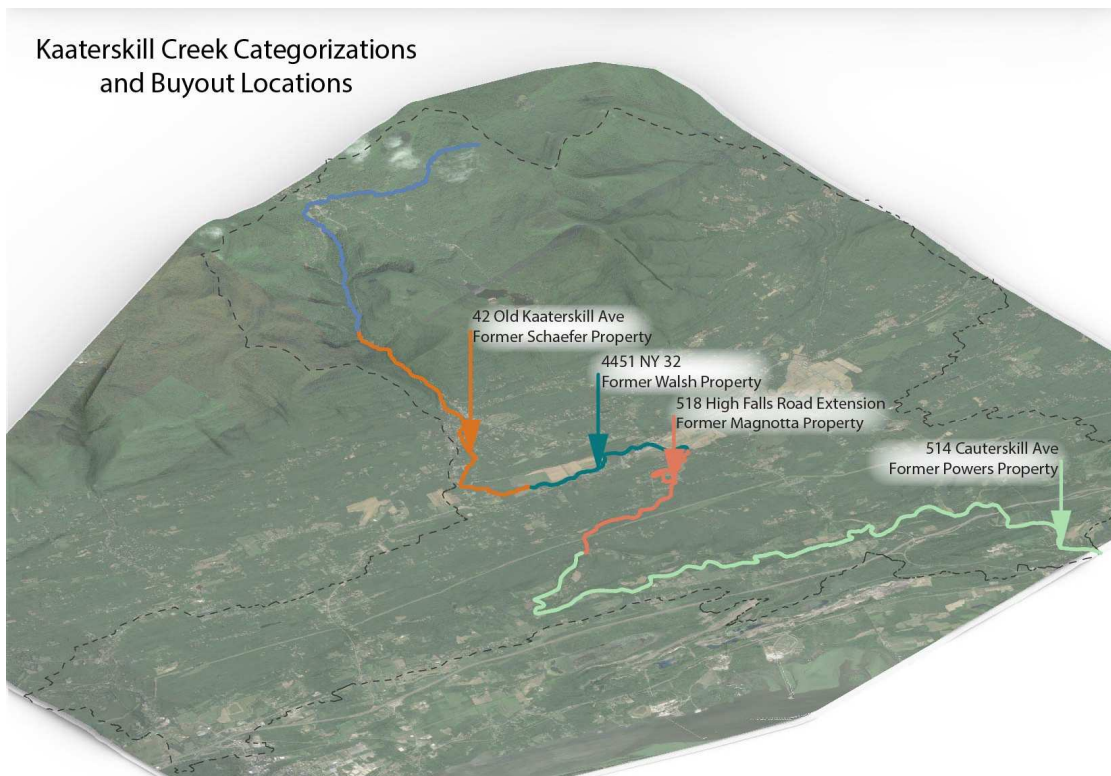 Kaaterskill Creek Categorizations
and Buyout Locations
42 Old Kaaterskill Ave
Former Schaefer Property
4451 NY 32
Former Walsh Property
518 High Falls Road Extension
Former Magnotta Property
514 Cauterskill Ave
Former Powers Property